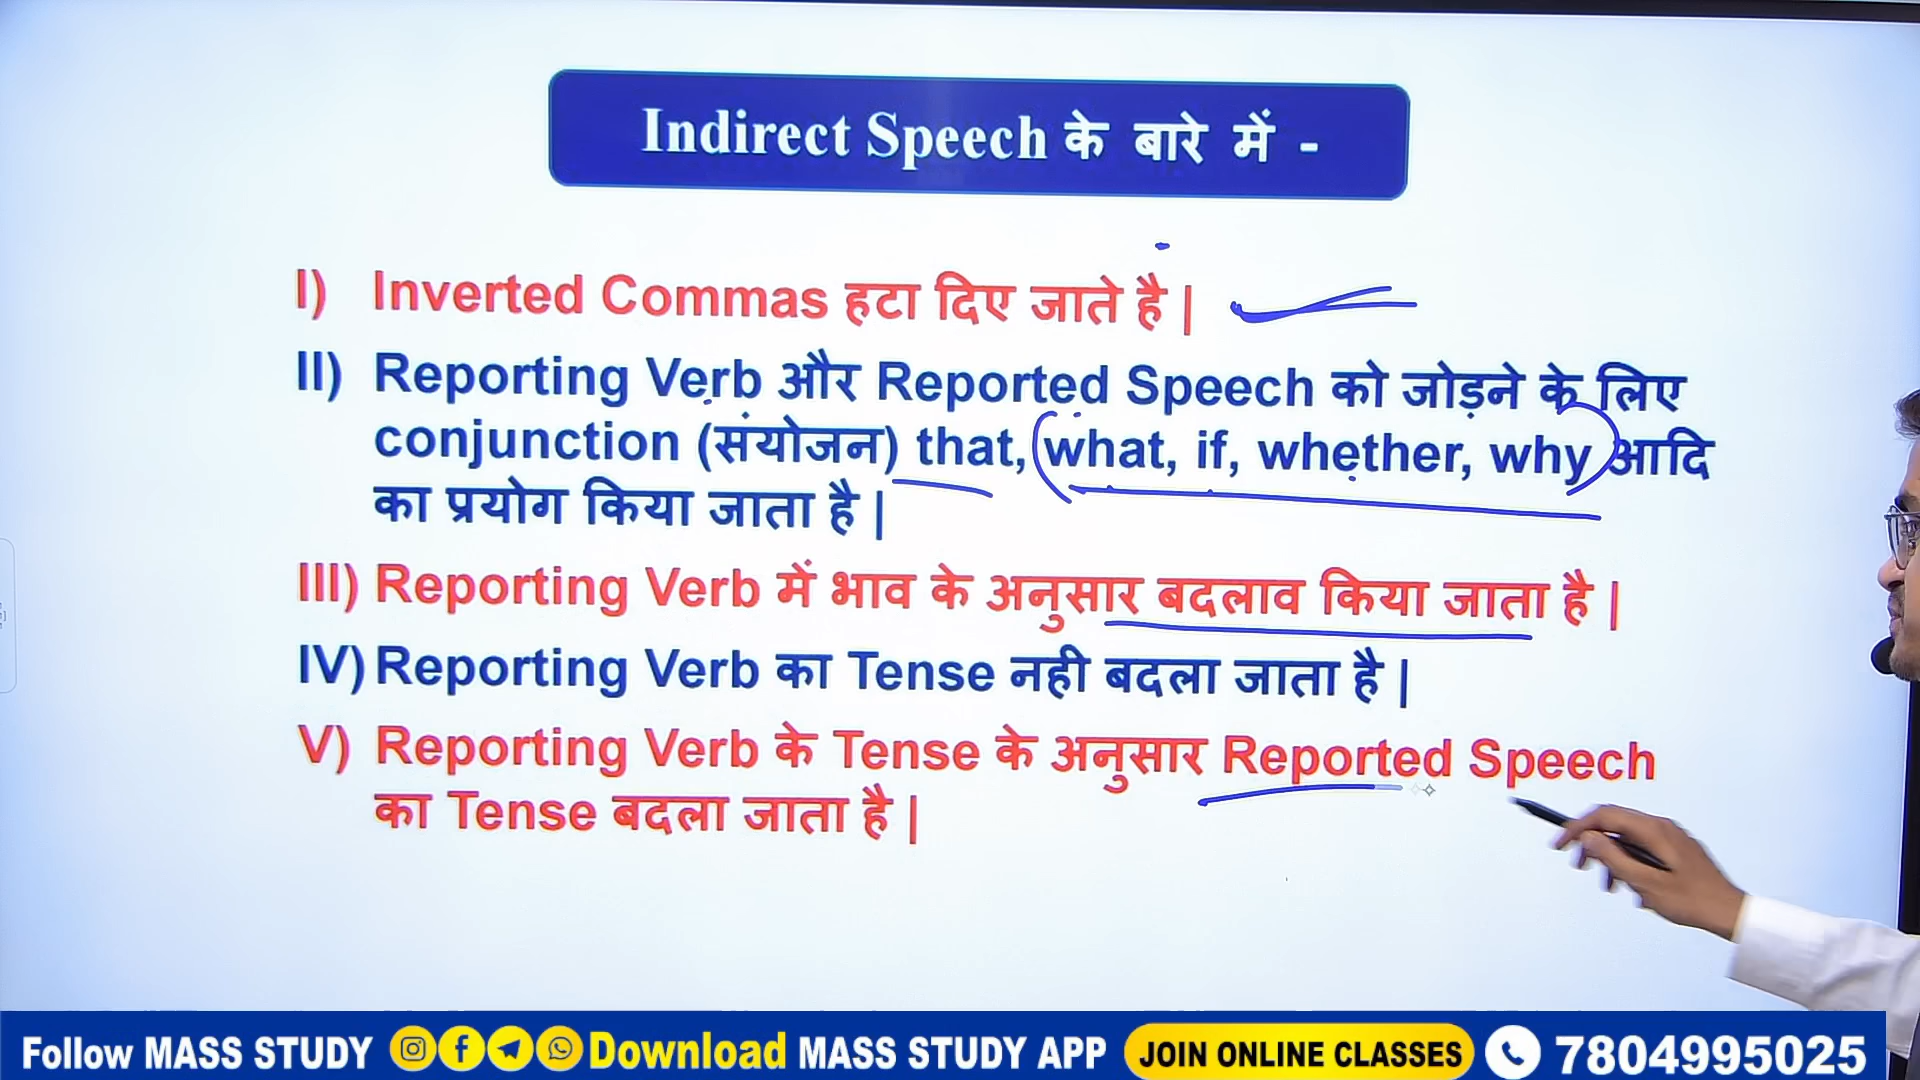 Indirect Speech के बारे में -
I) Inverted Commas हटा दिए जाते है |
II) Reporting Verb और Reported Speech को जोड़ने के लिए
conjunction (संयोजन) that, what, if, whether, why आदि
का प्रयोग किया जाता है |
III) Reporting Verb में भाव के अनुसार बदलाव किया जाता है |
IV) Reporting Verb का Tense नही बदला जाता है |
V) Reporting Verb के Tense के अनुसार Reported Speech
का Tense बदला जाता है |
Follow MASS STUDY Download MASS STUDY APP JOIN ONLINE CLASSES 7804995025